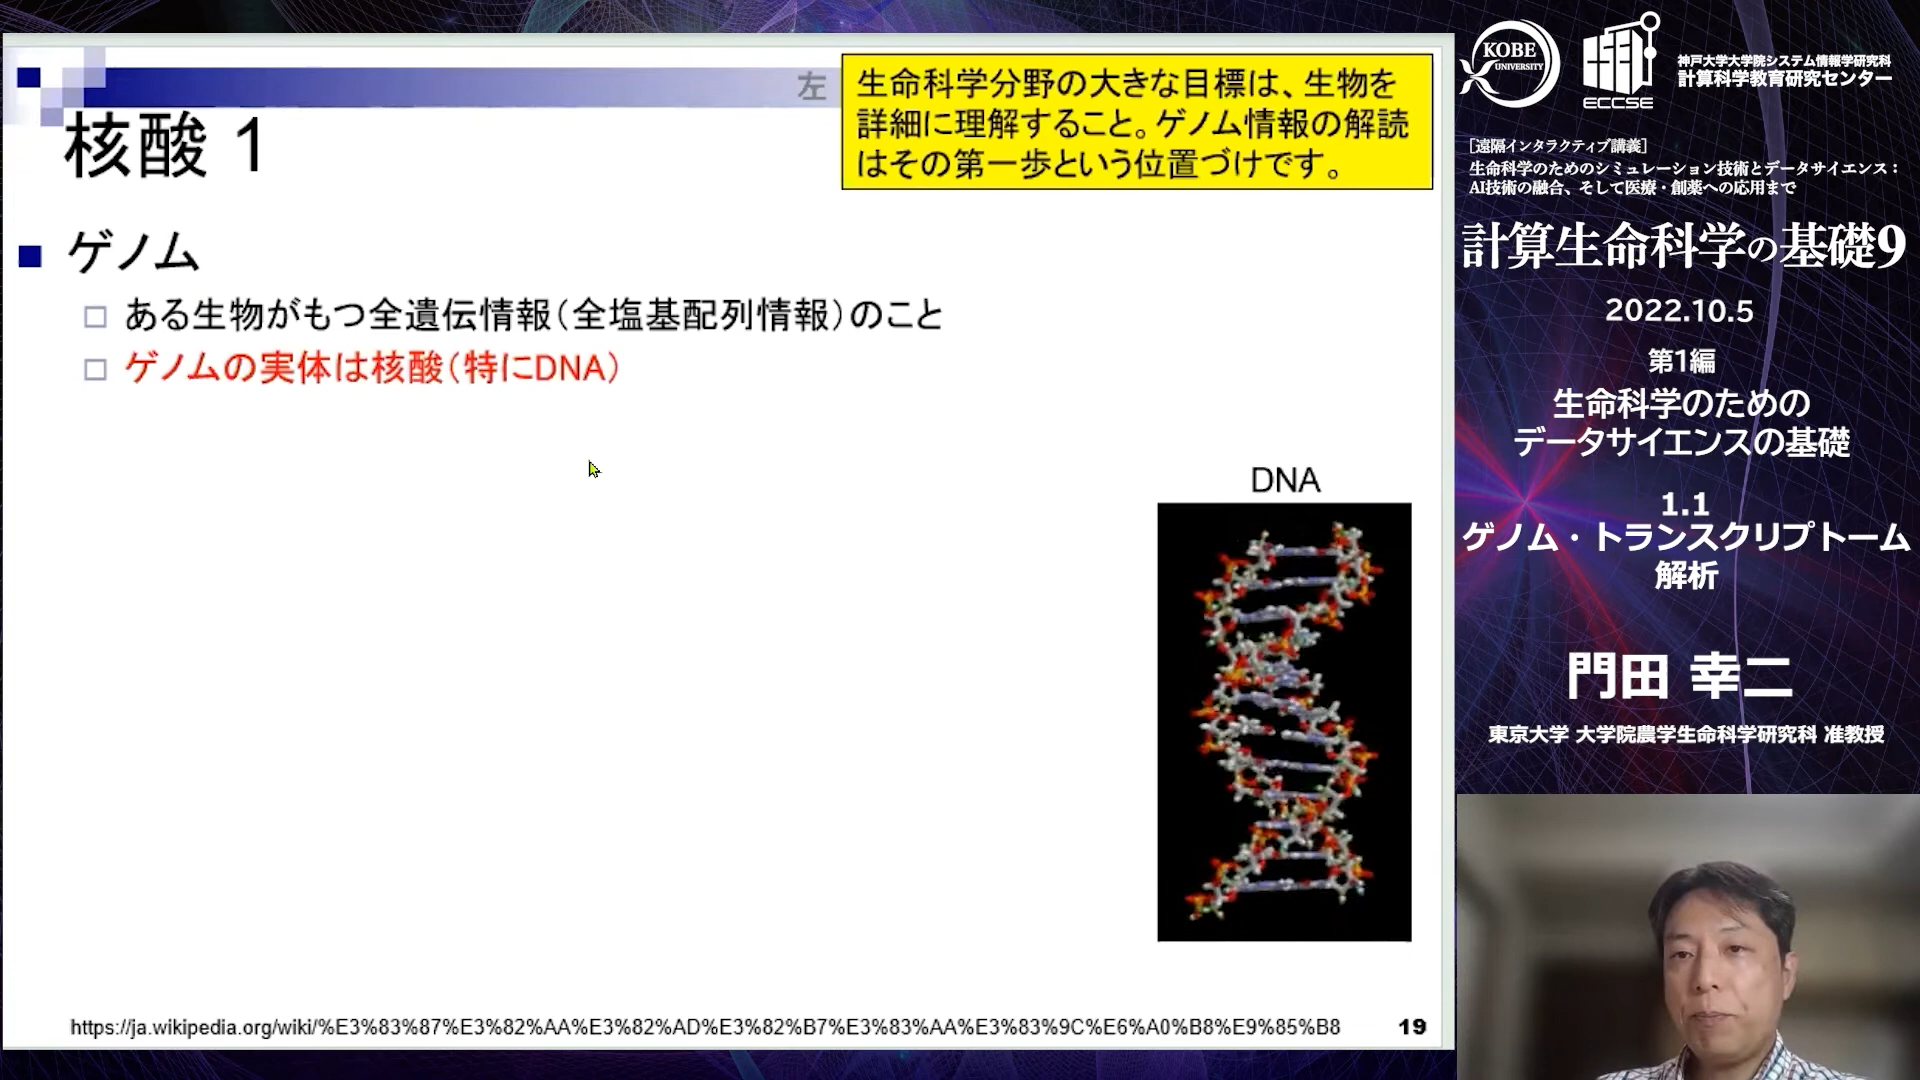 左
生命科学分野の大きな目標は、生物を
詳細に理解すること。ゲノム情報の解読
はその第一歩という位置づけです。
核酸 1
ゲノム
ある生物がもつ全遺伝情報（全塩基配列情報）のこと
ゲノムの実体は核酸（特にDNA）
DNA
https://ja.wikipedia.org/wiki/%E3%83%87%E3%82%AA%E3%82%AD%E3%82%B7%E3%83%AA%E3%83%9C%E6%A0%B8%E9%85%B8
19
KOBE
UNIVERSITY
ECCSE
神戸大学大学院システム情報学研究科
計算科学教育研究センター
［遠隔インタラクティブ講義］
生命科学のためのシミュレーション技術とデータサイエンス：
AI技術の融合、そして医療・創薬への応用まで
計算生命科学の基礎9
2022.10.5
第1編
生命科学のための
データサイエンスの基礎
1.1
ゲノム・トランスクリプトーム
解析
門田 幸二
東京大学 大学院農学生命科学研究科 准教授